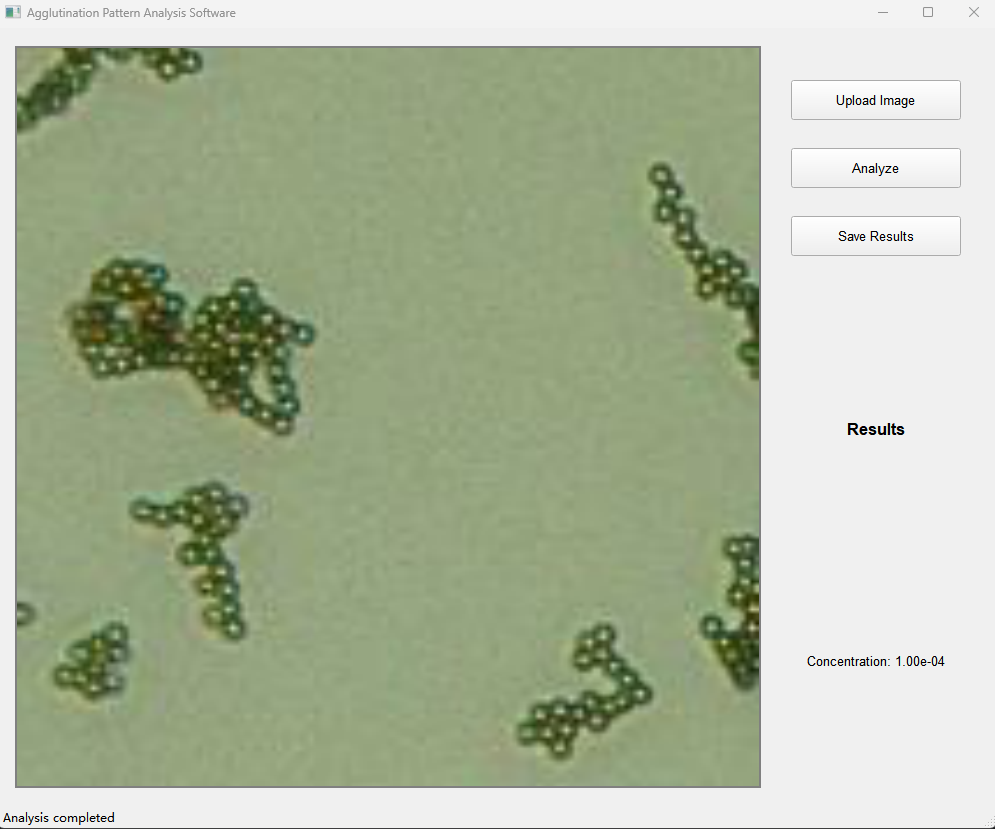 Agglutination Pattern Analysis Software
Upload Image
Analyze
Save Results
Results
Concentration: 1.00e-04
Analysis completed